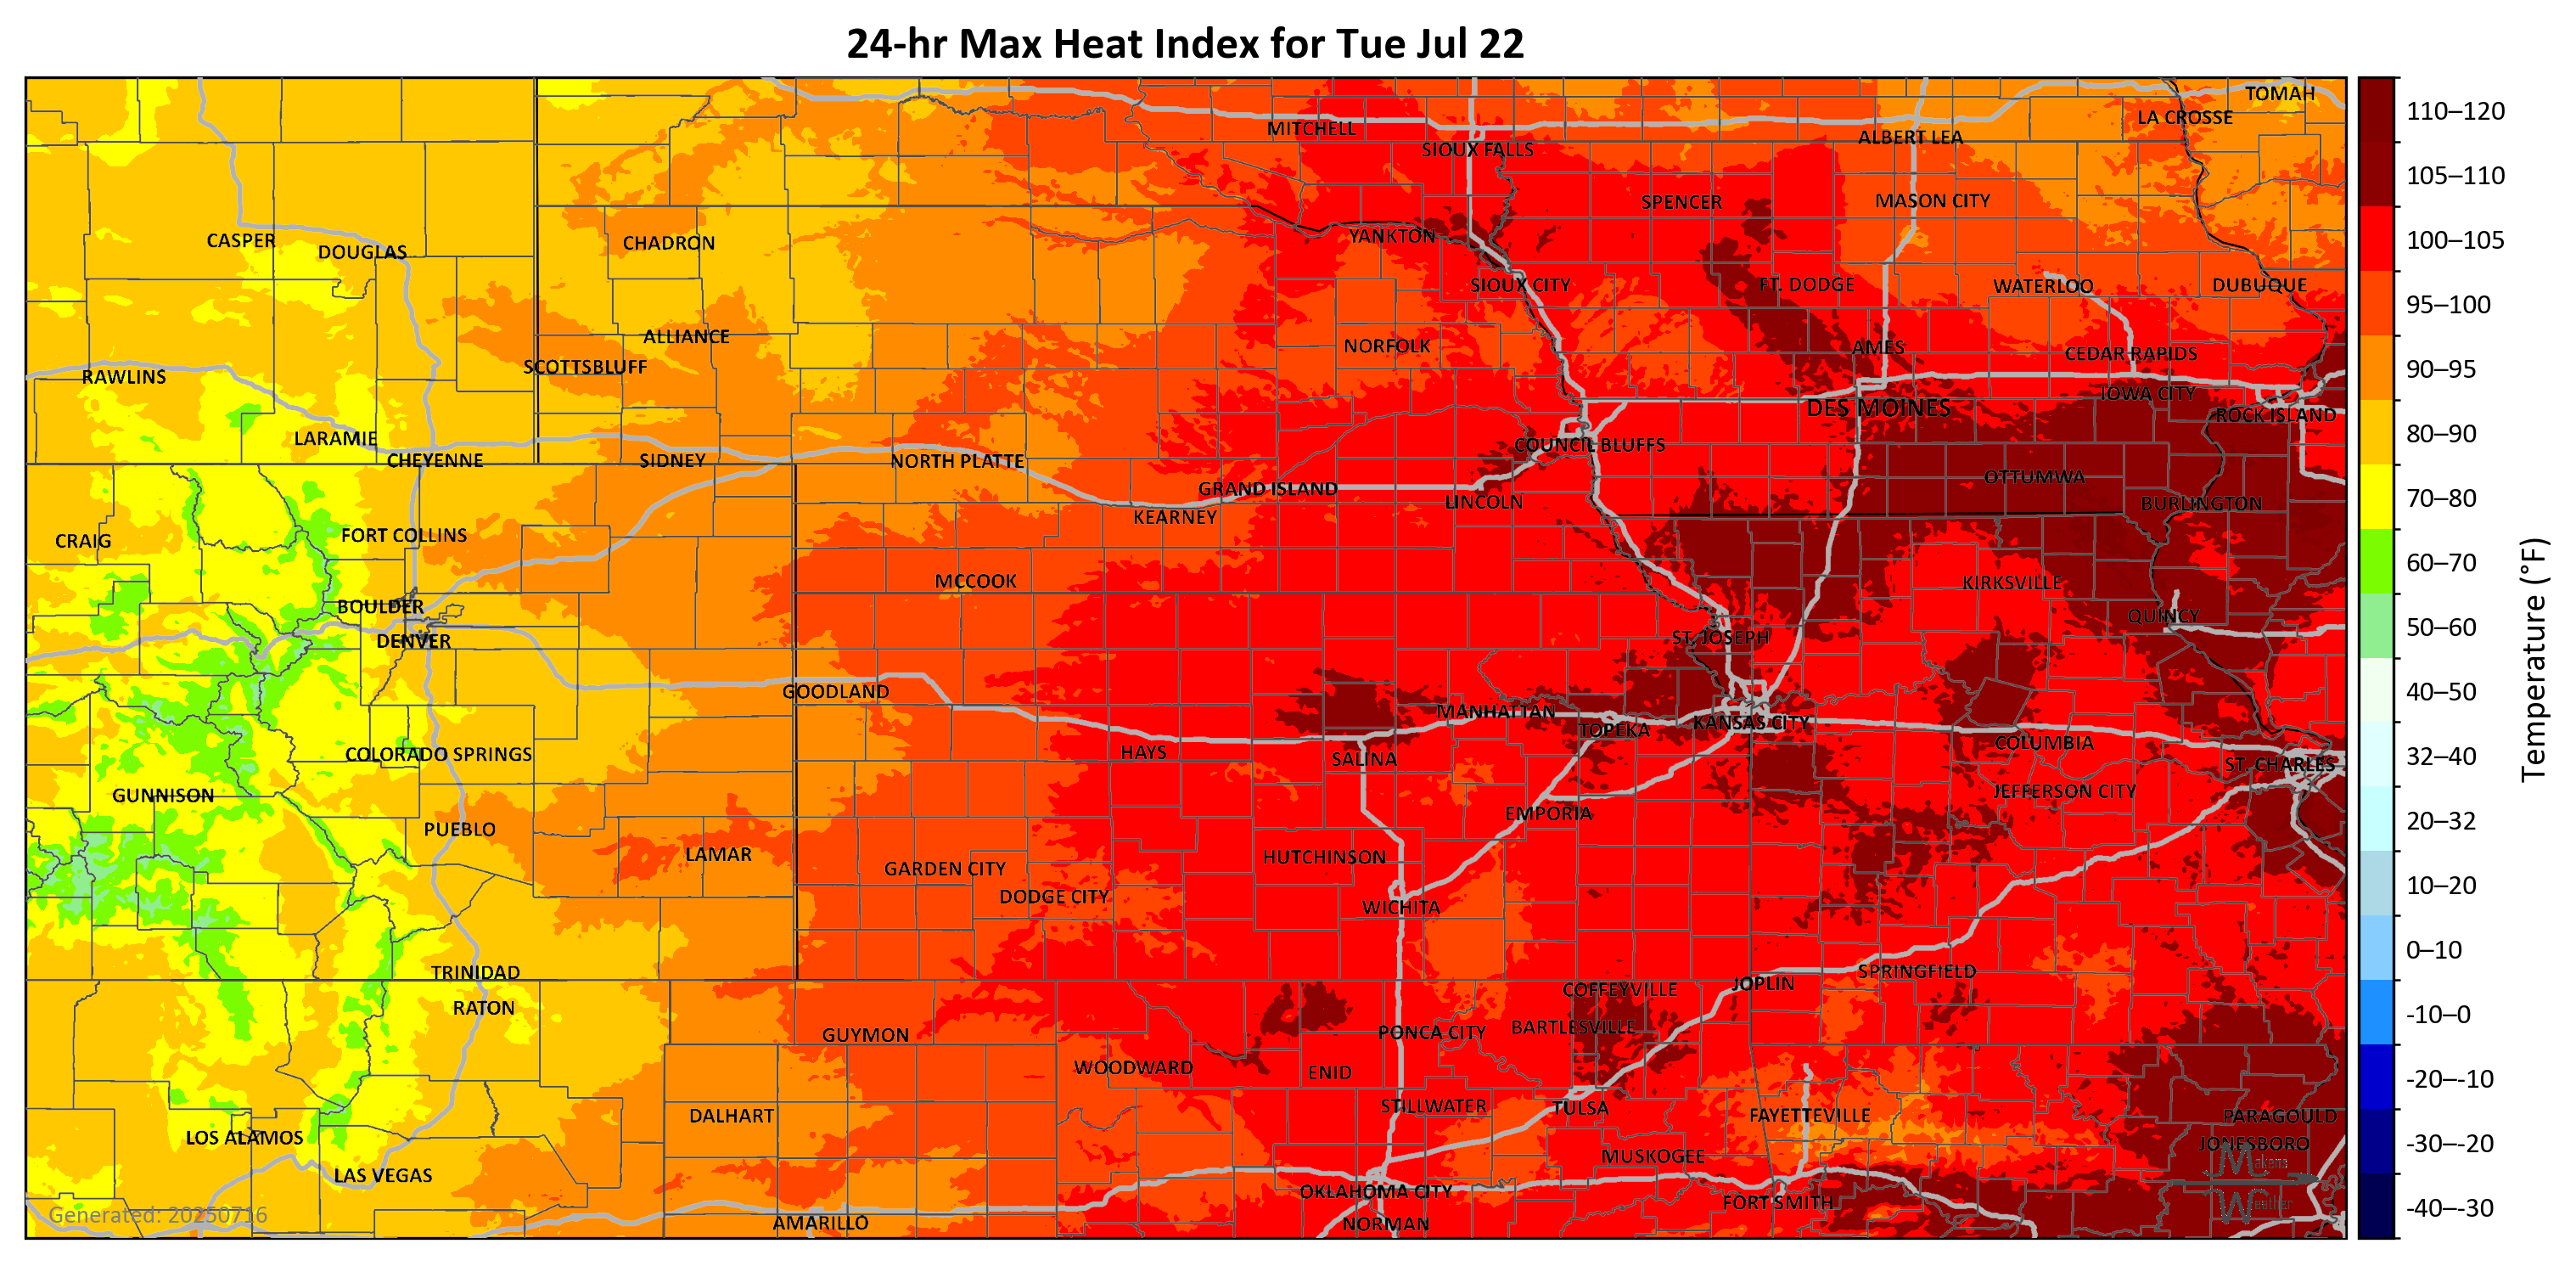 24-hr Max Heat Index for Tue Jul 22
TOMAH
LA CROSSE
MITCHELL
ALBERT LEA
SIOUX FALLS
SPENCER
MASON CITY
YANKTON
CASPER
CHADRON
DOUGLAS
SIOUX CITY
FT. DODGE
WATERLOO
DUBUQUE
ALLIANCE
NORFOLK
AMES
CEDAR RAPIDS
SCOTTSBLUFF
RAWLINS
IOWA CITY
DES MOINES
ROCK ISLAND
LARAMIE
COUNCIL BLUFFS
CHEYENNE
SIDNEY
NORTH PLATTE
OTTUMWA
GRAND ISLAND
LINCOLN
BURLINGTON
KEARNEY
FORT COLLINS
CRAIG
MCCOOK
KIRKSVILLE
BOULDER
QUINCY
ST. JOSEPH
DENVER
GOODLAND
MANHATTAN
KANSAS CITY
TOPEKA
COLUMBIA
COLORADO SPRINGS
HAYS
SALINA
ST. CHARLES
GUNNISON
JEFFERSON CITY
EMPORIA
PUEBLO
LAMAR
HUTCHINSON
GARDEN CITY
DODGE CITY
WICHITA
TRINIDAD
SPRINGFIELD
JOPLIN
COFFEYVILLE
RATON
BARTLESVILLE
PONCA CITY
GUYMON
WOODWARD
ENID
STILLWATER
TULSA
DALHART
FAYETTEVILLE
PARAGOULD
LOS ALAMOS
JONESBORO
MUSKOGEE
LAS VEGAS
OKLAHOMA CITY
FORT SMITH
AMARILLO
NORMAN
Generated: 20250716
Makens
Weather
110–120
105–110
100–105
95–100
90–95
80–90
70–80
60–70
50–60
40–50
32–40
20–32
10–20
0–10
-10–0
-20–-10
-30–-20
-40–-30
Temperature (°F)